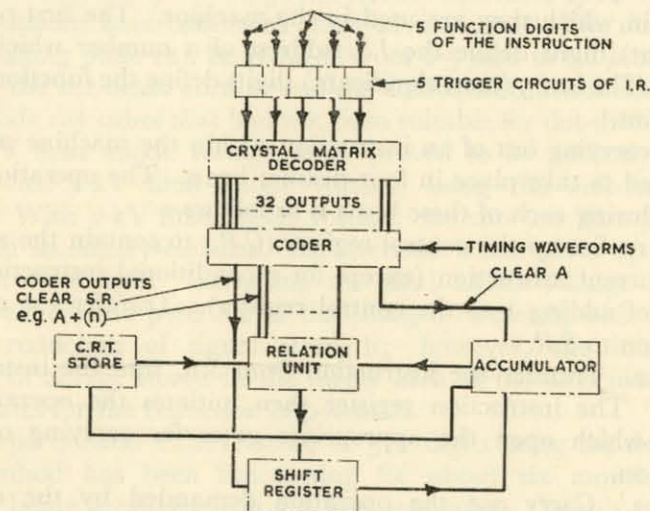 5 FUNCTION DIGITS
OF THE INSTRUCTION
5 TRIGGER CIRCUITS OF I.R.
CRYSTAL MATRIX
DECODER
32 OUTPUTS
CODER
TIMING WAVEFORMS
CLEAR A
CODER OUTPUTS
CLEAR S.R.
e.g. A+(n)
C.R.T.
STORE
RELATION
UNIT
ACCUMULATOR
SHIFT
REGISTER